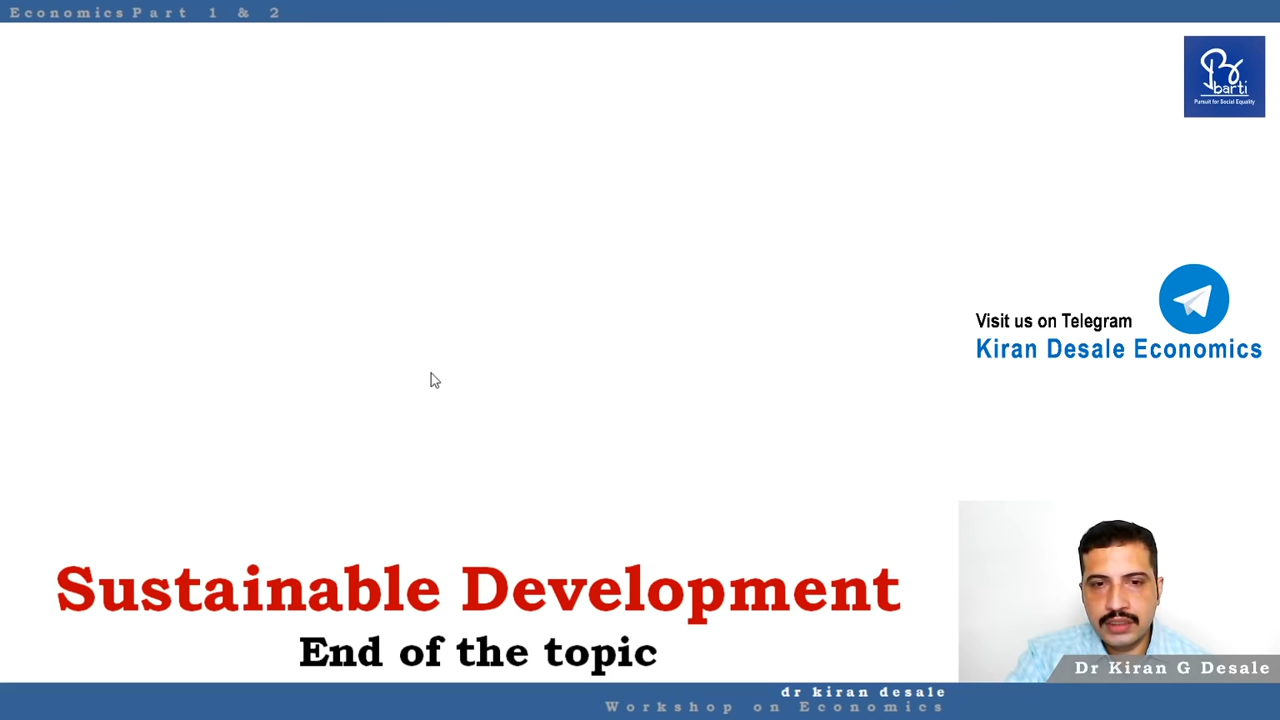 Economics Part 1 & 2
barti
Pursuit for Social Equality
Visit us on Telegram
Kiran Desale Economics
Sustainable Development
End of the topic
Dr Kiran G Desale
dr kiran desale
Workshop on Economics